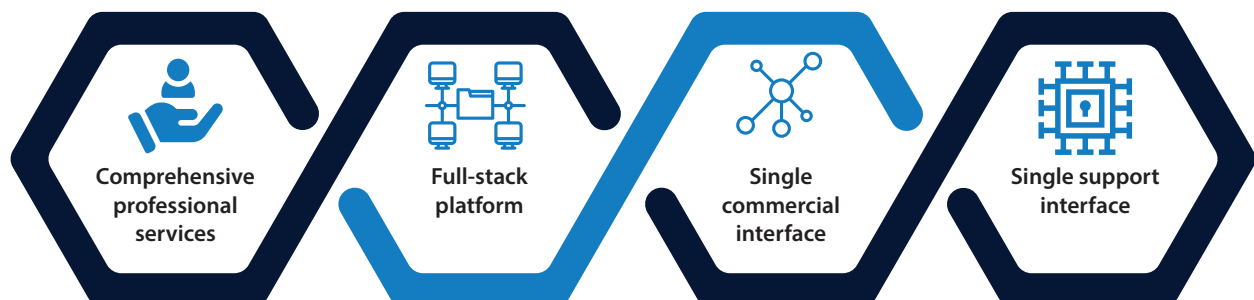 Comprehensive
professional
services
Full-stack
platform
Single
commercial
interface
Single support
interface